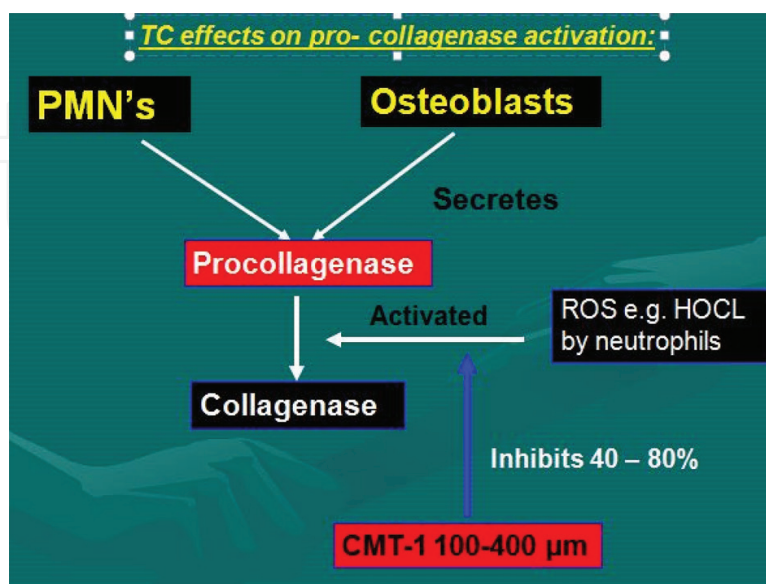 TC effects on pro- collagenase activation:
PMN's
Osteoblasts
Secretes
Procollagenase
Activated
ROS e.g. HOCL
by neutrophils
Collagenase
Inhibits 40 – 80%
CMT-1 100-400 µm